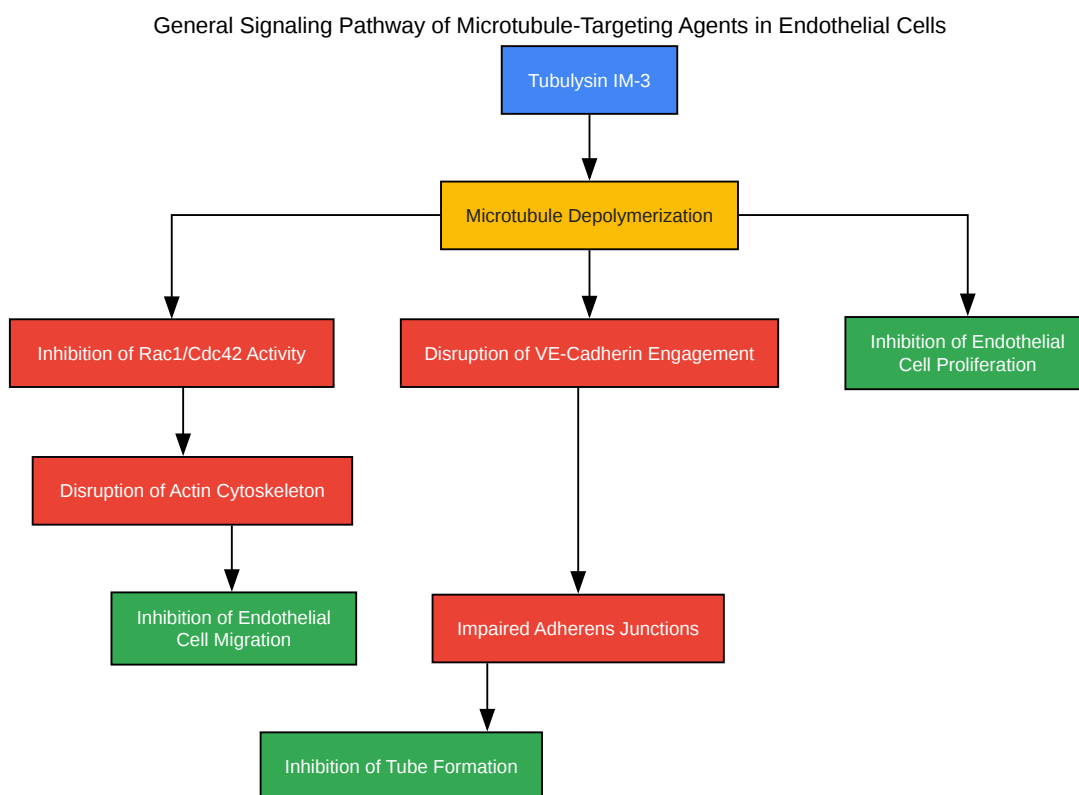 General Signaling Pathway of Microtubule-Targeting Agents in Endothelial Cells
Tubulysin IM-3
Microtubule Depolymerization
Inhibition of Rac1/Cdc42 Activity
Disruption of VE-Cadherin Engagement
Inhibition of Endothelial
Cell Proliferation
Disruption of Actin Cytoskeleton
Inhibition of Endothelial
Cell Migration
Impaired Adherens Junctions
Inhibition of Tube Formation